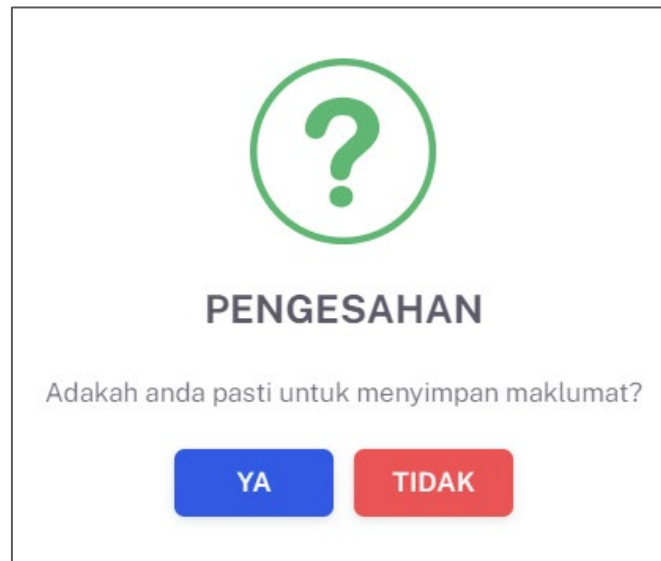 ?
PENGESAHAN
Adakah anda pasti untuk menyimpan maklumat?
YA
TIDAK